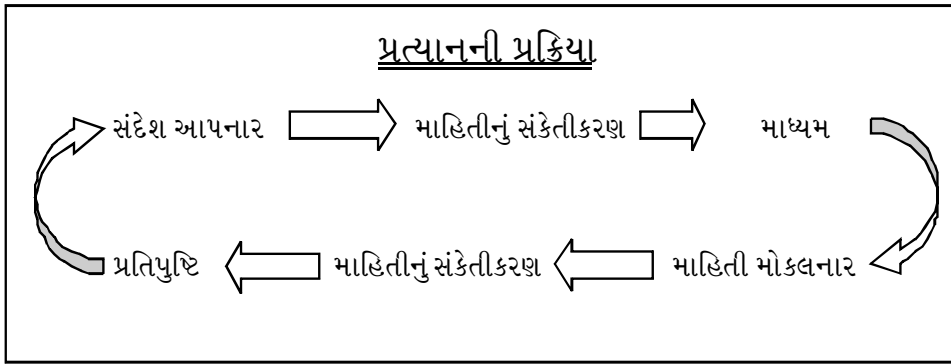 પ્રત્યાનની પ્રક્રિયા
સંદેશ આપનાર માહિતીનું સંકેતીકરણ માધ્યમ
પ્રતિપુષ્ટિ માહિતીનું સંકેતીકરણ માહિતી મોકલનાર